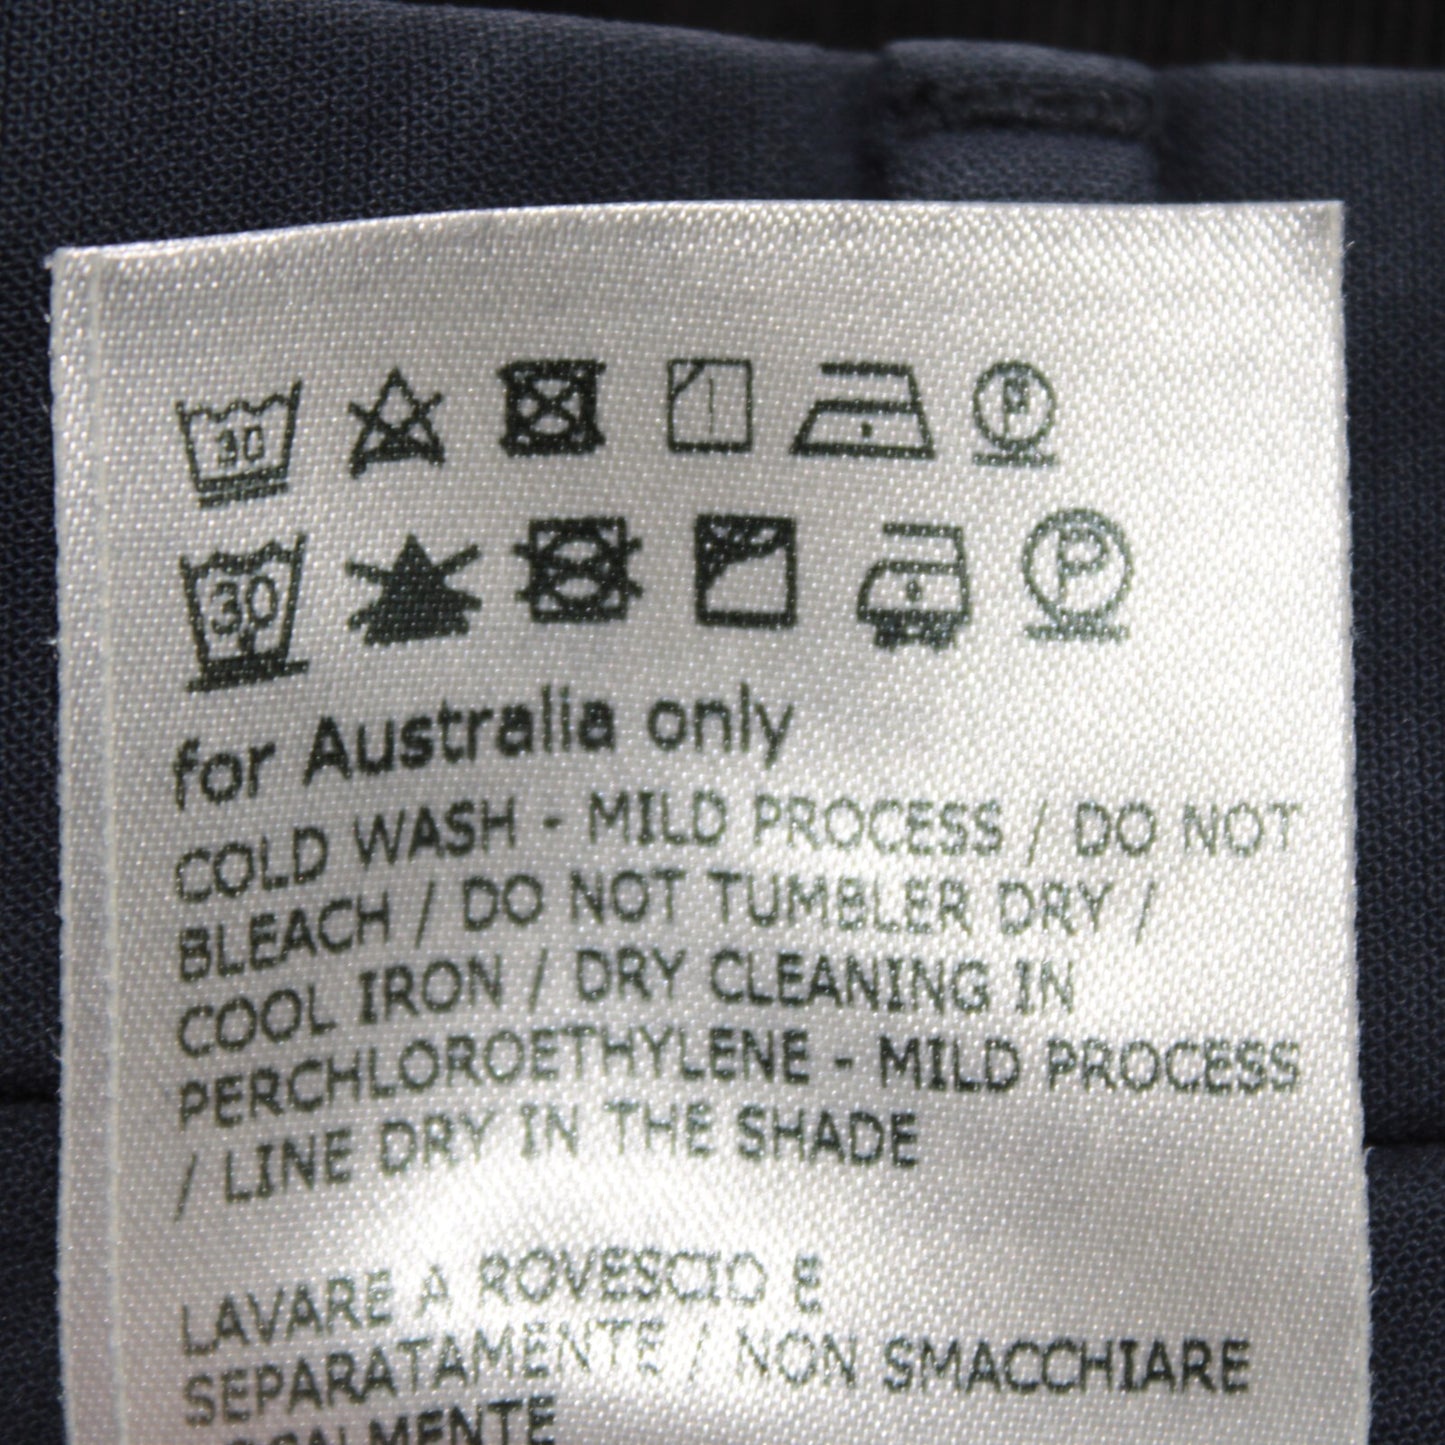 30
P
30
P
for Australia only
COLD WASH - MILD PROCESS / DO NOT
BLEACH / DO NOT TUMBLER DRY /
COOL IRON / DRY CLEANING IN
PERCHLOROETHYLENE - MILD PROCESS
/ LINE DRY IN THE SHADE
LAVARE A ROVESCIO E
SEPARATAMENTE / NON SMACCHIARE